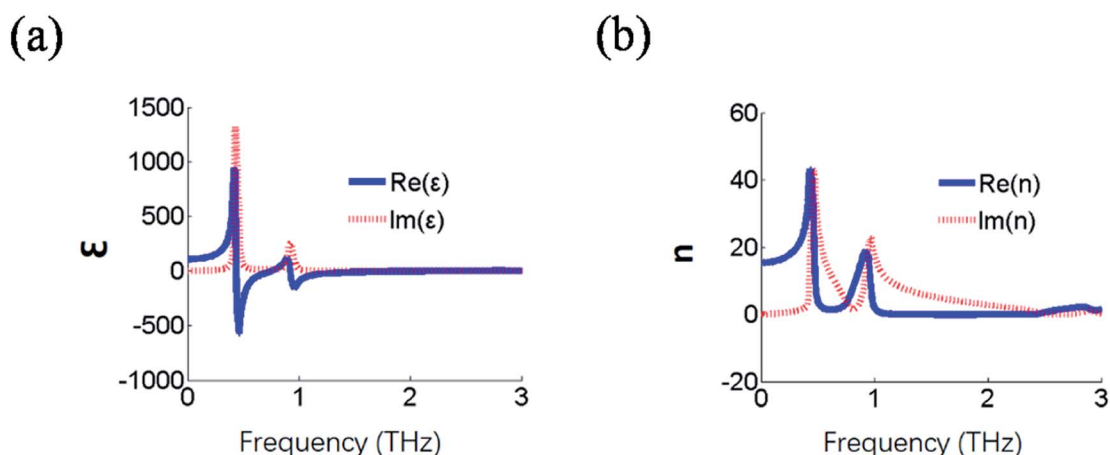 (a)
(b)
1500
1000
500
0
-500
-1000
ε
Re(ε)
Im(ε)
0 1 2 3
Frequency (THz)
60
40
20
0
-20
n
Re(n)
Im(n)
0 1 2 3
Frequency (THz)